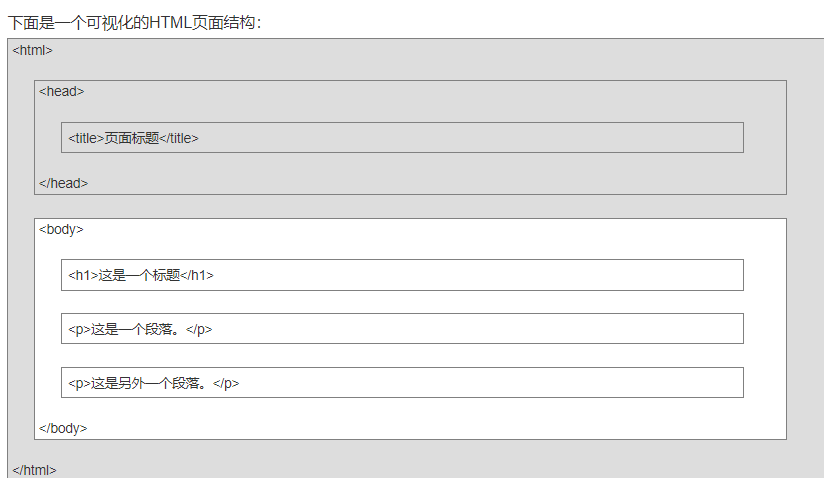 下面是一个可视化的HTML页面结构：
<html>
<head>
<title>页面标题</title>
</head>
<body>
<h1>这是一个标题</h1>
<p>这是一个段落。</p>
<p>这是另外一个段落。</p>
</body>
</html>